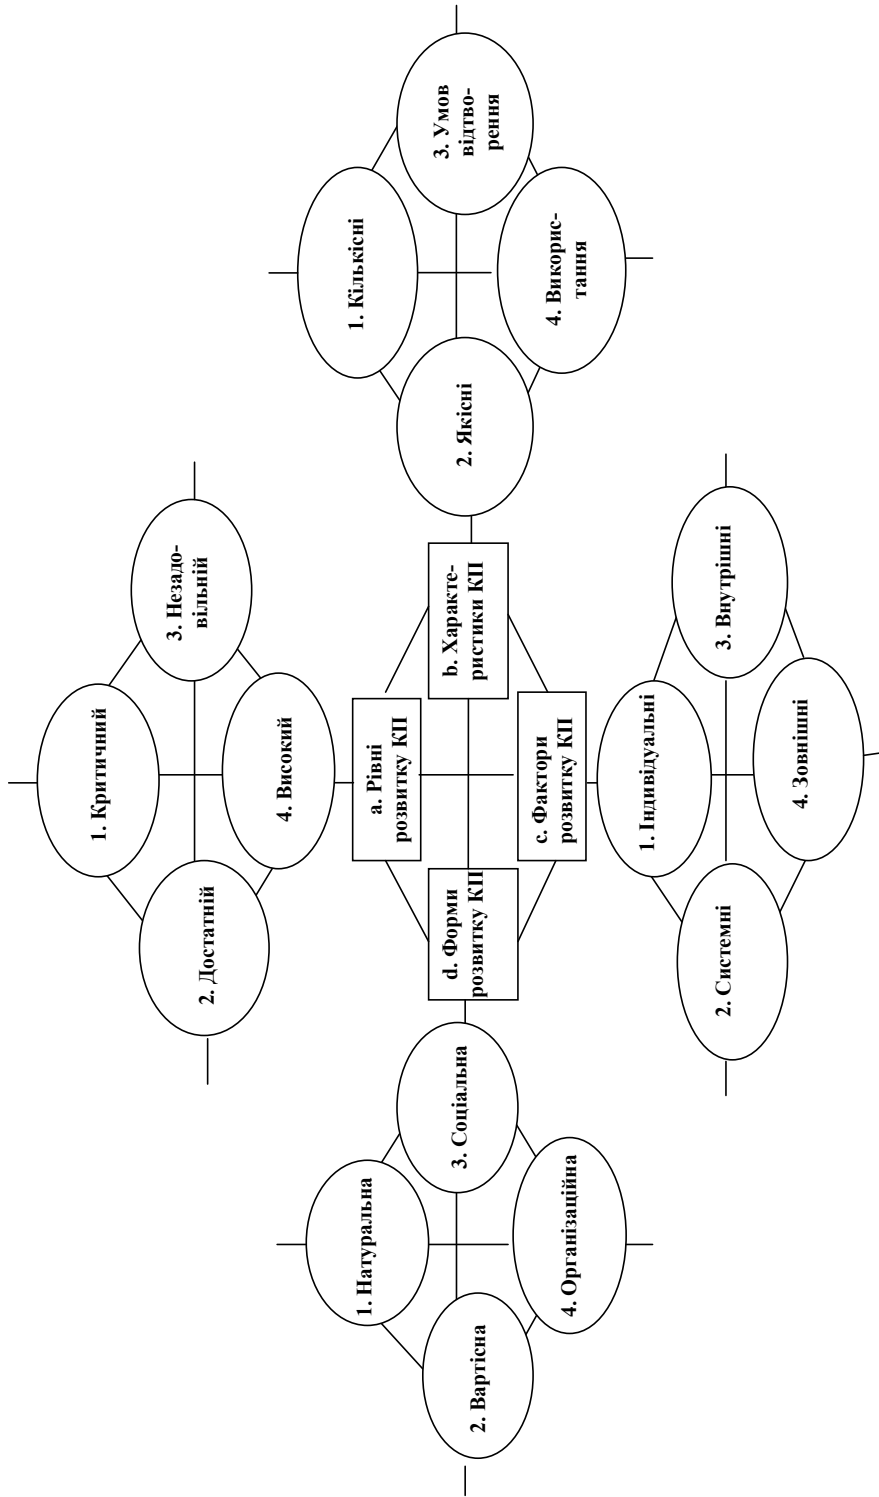 1. Критичний
2. Достатній
3. Незадо-
вільній
4. Високий
1. Натуральна
2. Вартісна
3. Соціальна
4. Організаційна
a. Рівні
розвитку КП
b. Характе-
ристики КП
c. Фактори
розвитку КП
d. Форми
розвитку КП
1. Кількісні
2. Якісні
3. Умов
відтво-
рення
4. Викорис-
тання
1. Індивідуальні
2. Системні
3. Внутрішні
4. Зовнішні